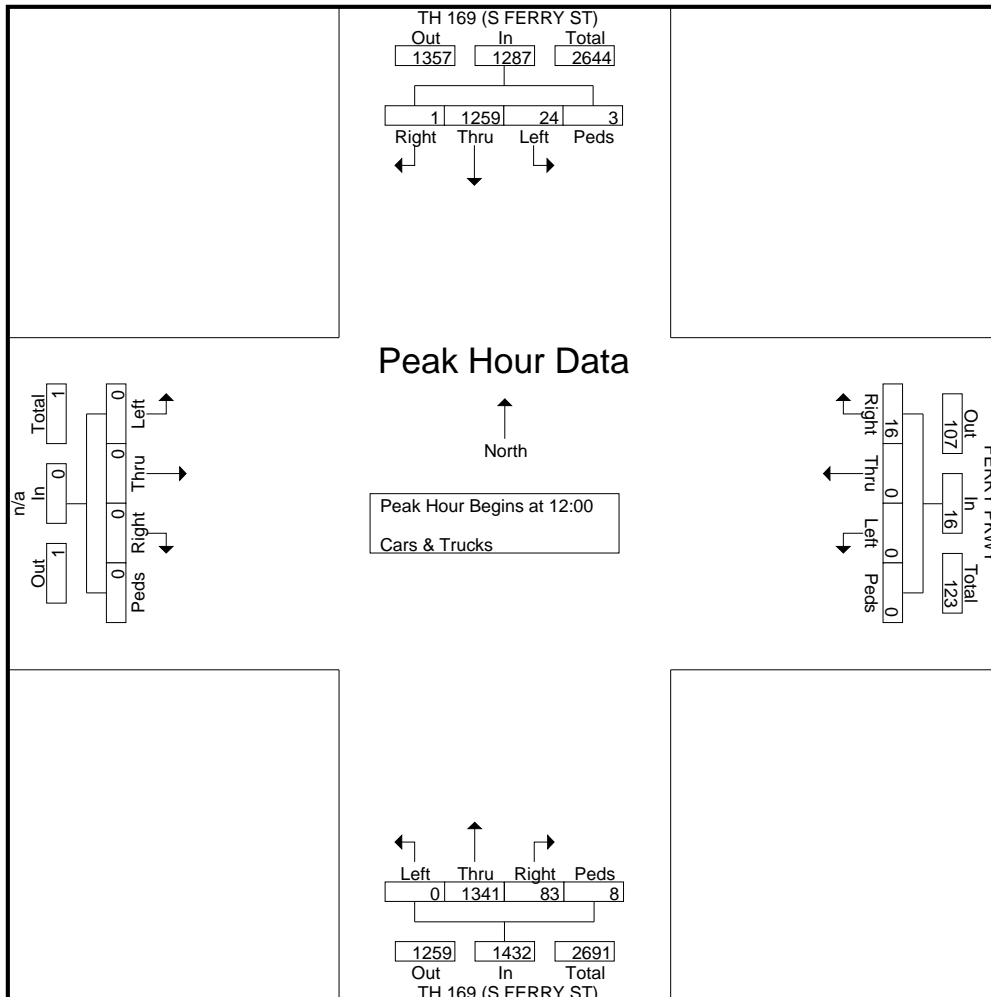 TH 169 (S FERRY ST)
Out In Total
1357 1287 2644
1 1259 24 3
Right Thru Left Peds
Peak Hour Data
North
Peak Hour Begins at 12:00
Cars & Trucks
n/a
Total In Out
1 0 1
0 0 0 0
Left Thru Right Peds
Right Thru Left Peds
16 0 0 0
Out In Total
107 16 123
FERRY PKWY
Left Thru Right Peds
0 1341 83 8
1259 1432 2691
Out In Total
TH 169 (S FERRY ST)